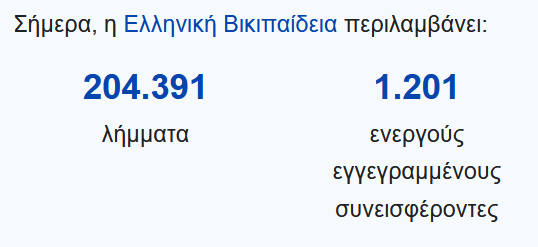 Σήμερα, η Ελληνική Βικιπαίδεια περιλαμβάνει:
204.391
λήμματα
1.201
ενεργούς
εγγεγραμμένους
συνεισφέροντες